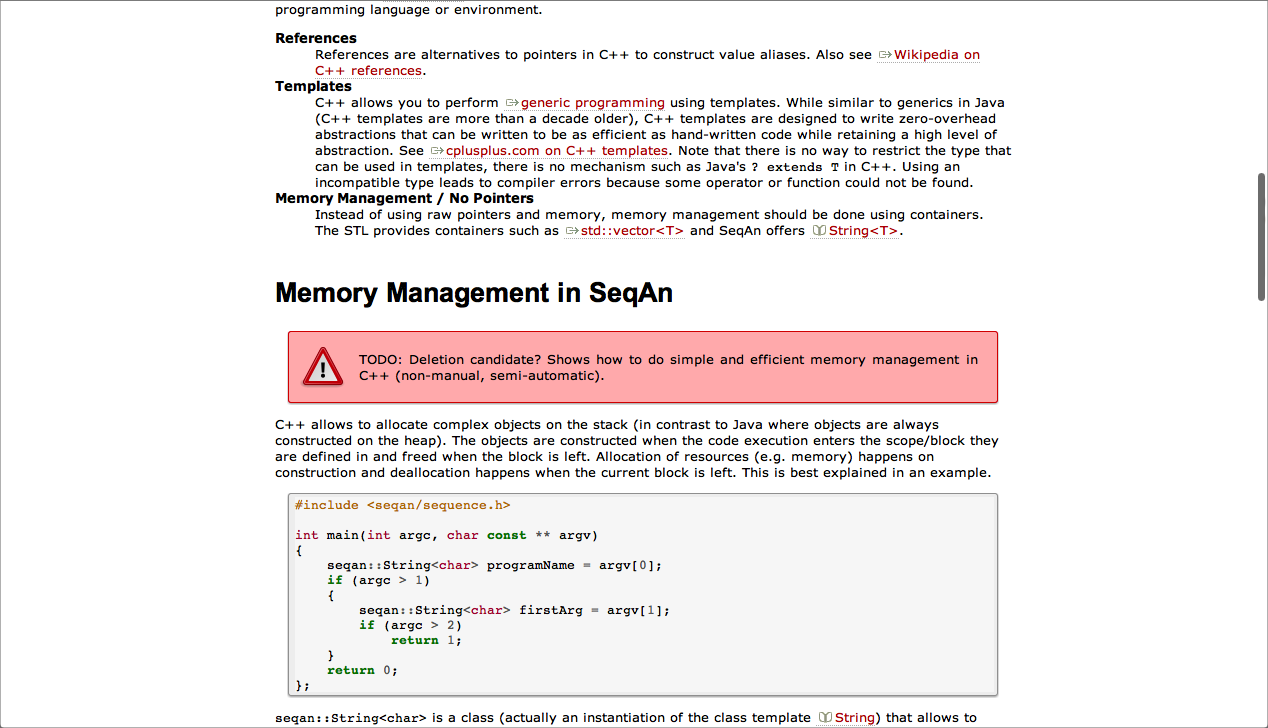 programming language or environment.
References
References are alternatives to pointers in C++ to construct value aliases. Also see Wikipedia on
C++ references.
Templates
C++ allows you to perform generic programming using templates. While similar to generics in Java
(C++ templates are more than a decade older), C++ templates are designed to write zero-overhead
abstractions that can be written to be as efficient as hand-written code while retaining a high level of
abstraction. See cplusplus.com on C++ templates. Note that there is no way to restrict the type that
can be used in templates, there is no mechanism such as Java's ? extends T in C++. Using an
incompatible type leads to compiler errors because some operator or function could not be found.
Memory Management / No Pointers
Instead of using raw pointers and memory, memory management should be done using containers.
The STL provides containers such as std::vector<T> and SeqAn offers String<T>.
Memory Management in SeqAn
TODO: Deletion candidate? Shows how to do simple and efficient memory management in
C++ (non-manual, semi-automatic).
C++ allows to allocate complex objects on the stack (in contrast to Java where objects are always
constructed on the heap). The objects are constructed when the code execution enters the scope/block they
are defined in and freed when the block is left. Allocation of resources (e.g. memory) happens on
construction and deallocation happens when the current block is left. This is best explained in an example.
#include <seqan/sequence.h>
int main(int argc, char const ** argv)
{
    seqan::String<char> programName = argv[0];
    if (argc > 1)
    {
        seqan::String<char> firstArg = argv[1];
        if (argc > 2)
            return 1;
    }
    return 0;
};
seqan::String<char> is a class (actually an instantiation of the class template String) that allows to